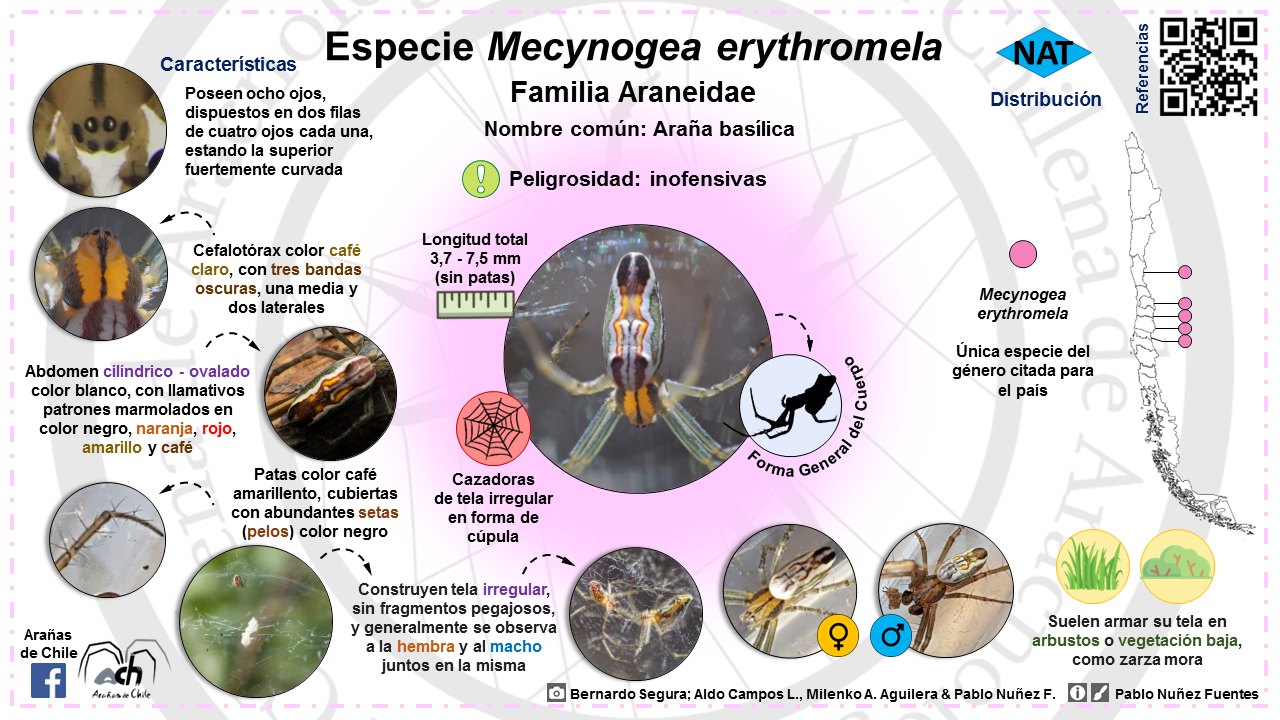 Especie Mecynogea erythromela
Familia Araneidae
Nombre común: Araña basílica
Peligrosidad: inofensivas
NAT
Distribución
Referencias
Características
Poseen ocho ojos,
dispuestos en dos filas
de cuatro ojos cada una,
estando la superior
fuertemente curvada
Cefalotórax color café
claro, con tres bandas
oscuras, una media y
dos laterales
Abdomen cilíndrico - ovalado
color blanco, con llamativos
patrones marmolados en
color negro, naranja, rojo,
amarillo y café
Patas color café
amarillento, cubiertas
con abundantes setas
(pelos) color negro
Construyen tela irregular,
sin fragmentos pegajosos,
y generalmente se observa
a la hembra y al macho
juntos en la misma
Longitud total
3,7 - 7,5 mm
(sin patas)
Cazadoras
de tela irregular
en forma de
cúpula
Forma General del Cuerpo
Mecynogea
erythromela
Única especie del
género citada para
el país
♀
♂
Suelen armar su tela en
arbustos o vegetación baja,
como zarza mora
Arañas
de Chile
ach
Arañas de Chile
Bernardo Segura; Aldo Campos L., Milenko A. Aguilera & Pablo Nuñez F.
Pablo Nuñez Fuentes